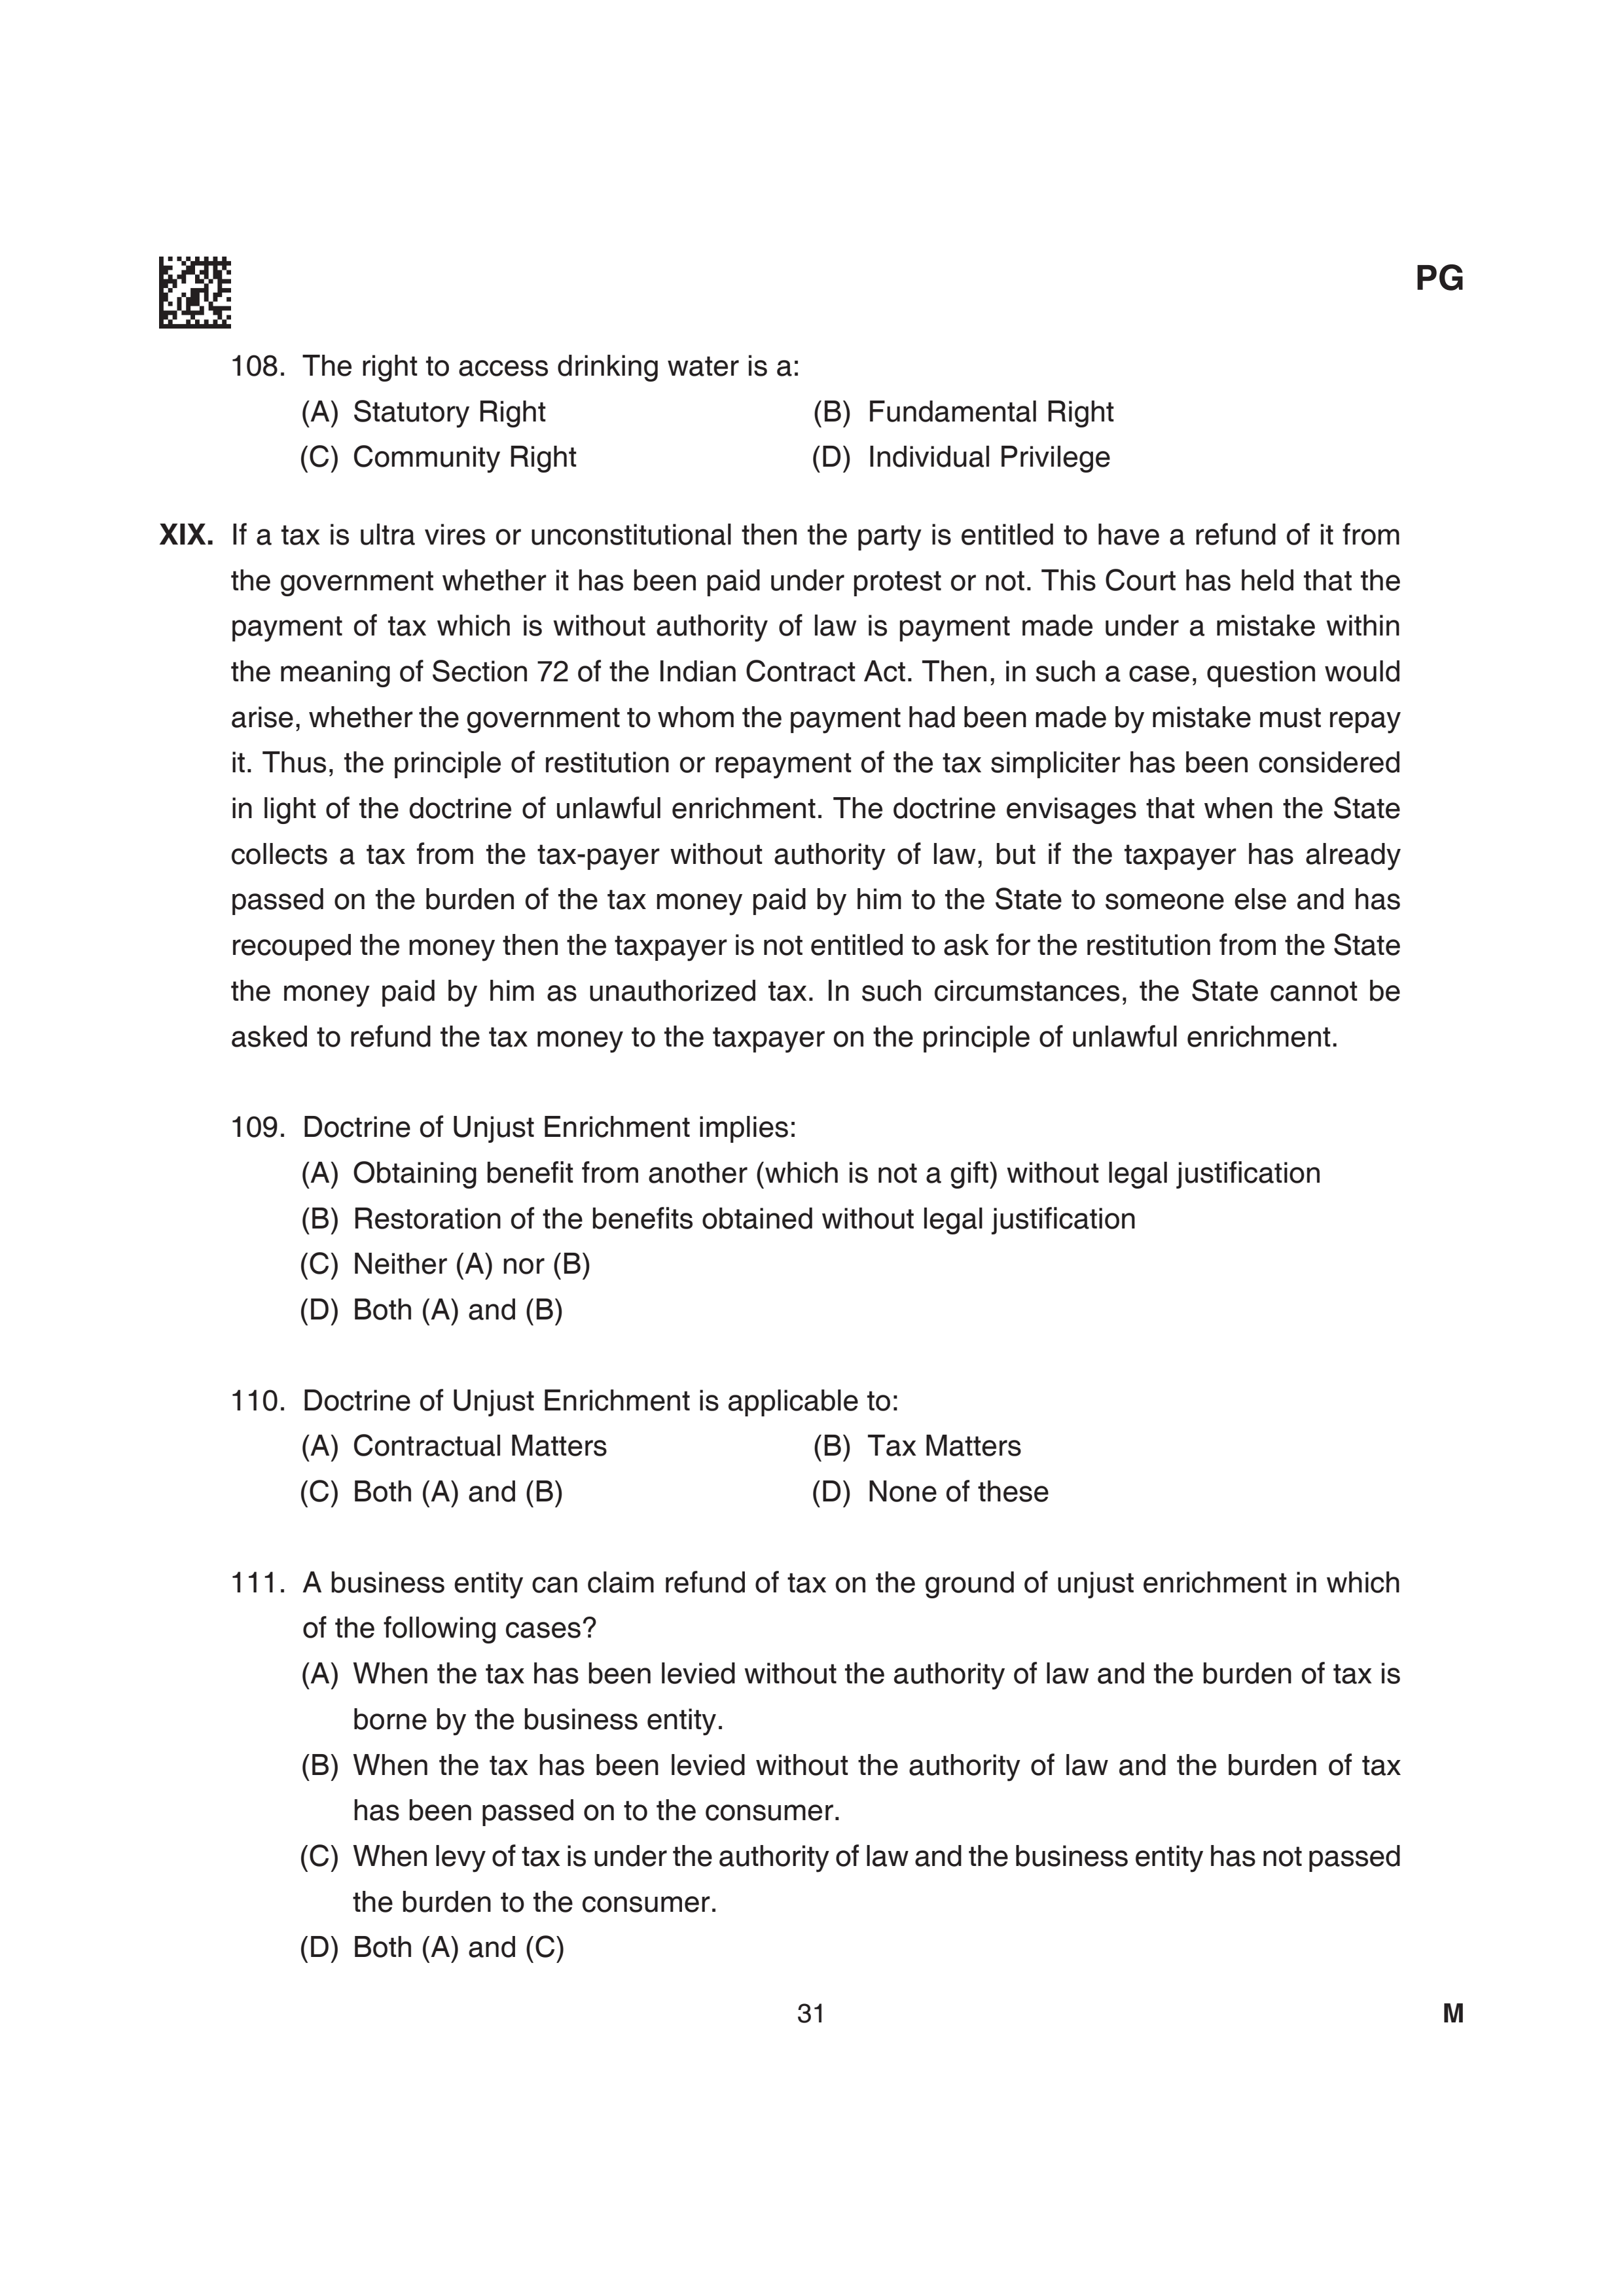 PG
108. The right to access drinking water is a:
(A) Statutory Right (B) Fundamental Right
(C) Community Right (D) Individual Privilege
XIX. If a tax is ultra vires or unconstitutional then the party is entitled to have a refund of it from
the government whether it has been paid under protest or not. This Court has held that the
payment of tax which is without authority of law is payment made under a mistake within
the meaning of Section 72 of the Indian Contract Act. Then, in such a case, question would
arise, whether the government to whom the payment had been made by mistake must repay
it. Thus, the principle of restitution or repayment of the tax simpliciter has been considered
in light of the doctrine of unlawful enrichment. The doctrine envisages that when the State
collects a tax from the tax-payer without authority of law, but if the taxpayer has already
passed on the burden of the tax money paid by him to the State to someone else and has
recouped the money then the taxpayer is not entitled to ask for the restitution from the State
the money paid by him as unauthorized tax. In such circumstances, the State cannot be
asked to refund the tax money to the taxpayer on the principle of unlawful enrichment.
109. Doctrine of Unjust Enrichment implies:
(A) Obtaining benefit from another (which is not a gift) without legal justification
(B) Restoration of the benefits obtained without legal justification
(C) Neither (A) nor (B)
(D) Both (A) and (B)
110. Doctrine of Unjust Enrichment is applicable to:
(A) Contractual Matters (B) Tax Matters
(C) Both (A) and (B) (D) None of these
111. A business entity can claim refund of tax on the ground of unjust enrichment in which
of the following cases?
(A) When the tax has been levied without the authority of law and the burden of tax is
borne by the business entity.
(B) When the tax has been levied without the authority of law and the burden of tax
has been passed on to the consumer.
(C) When levy of tax is under the authority of law and the business entity has not passed
the burden to the consumer.
(D) Both (A) and (C)
31 M